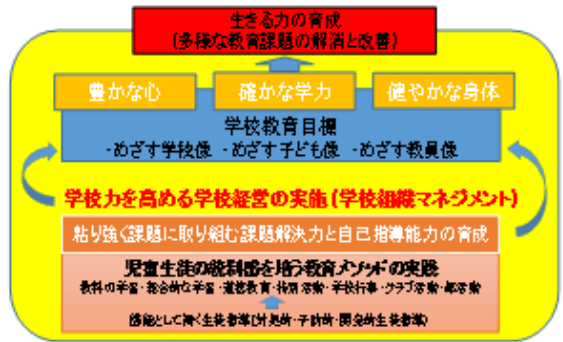 生きる力の育成
(多様な教育課題の解消と改善)
豊かな心 確かな学力 健やかな身体
学校教育目標
・めざす学校像 ・めざす子ども像 ・めざす教員像
学校力を高める学校経営の実施(学校組織マネジメント)
粘り強く課題に取り組む課題解決力と自己指導能力の育成
児童生徒の統制感を培う教育メソッドの実践
教科の学習・総合的な学習・道徳教育・特別活動・学校行事・クラブ活動・部活動
機能として働く生徒指導(対処的・予防的・開発的生徒指導)